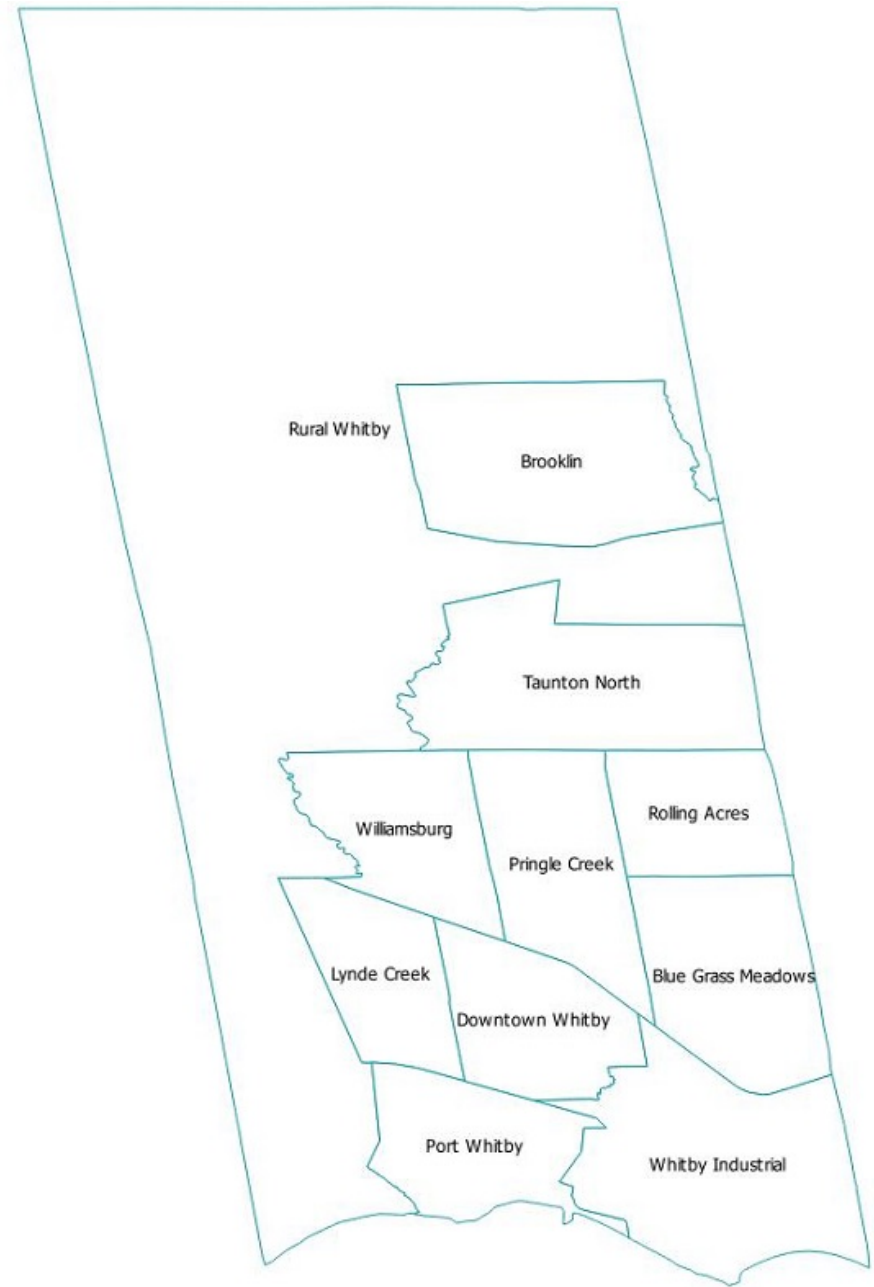 Rural Whitby
Brooklin
Taunton North
Rolling Acres
Williamsburg
Pringle Creek
Lynde Creek
Blue Grass Meadows
Downtown Whitby
Port Whitby
Whitby Industrial